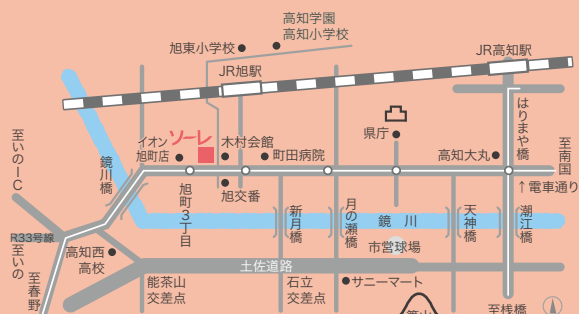 高知学園
高知小学校
旭東小学校
JR高知駅
JR旭駅
はりまや橋
県庁
至いのIC
イオン
旭町店
ソーレ
木村会館
町田病院
高知大丸
至南国
鏡川橋
旭交番
↑電車通り
旭町3丁目
新月橋
月の瀬橋
鏡川
天神橋
潮江橋
R33号線
至いの
高知西
高校
市営球場
土佐道路
至春野
能茶山
交差点
石立
交差点
サニーマート
至桟橋